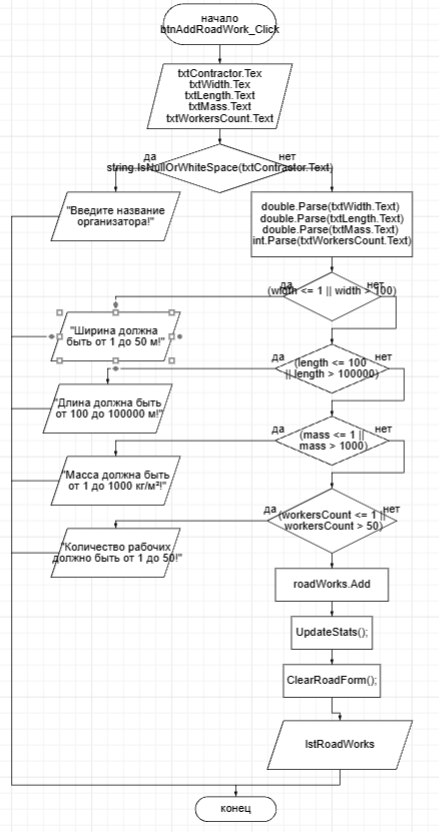 начало
btnAddRoadWork_Click
txtContractor.Tex
txtWidth.Tex
txtLength.Text
txtMass.Text
txtWorkersCount.Text
да
нет
string.IsNullOrWhiteSpace(txtContractor.Text)
"Введите название
организатора!"
double.Parse(txtWidth.Text)
double.Parse(txtLength.Text)
double.Parse(txtMass.Text)
int.Parse(txtWorkersCount.Text)
да
нет
(width <= 1 || width > 100)
"Ширина должна
быть от 1 до 50 м!"
да
нет
(length <= 100
|| length > 100000)
"Длина должна быть
от 100 до 100000 м!"
да
нет
(mass <= 1 ||
mass > 1000)
"Масса должна быть
от 1 до 1000 кг/м²!"
да
нет
(workersCount <= 1 ||
workersCount > 50)
"Количество рабочих
должно быть от 1 до 50!"
roadWorks.Add
UpdateStats();
ClearRoadForm();
lstRoadWorks
конец